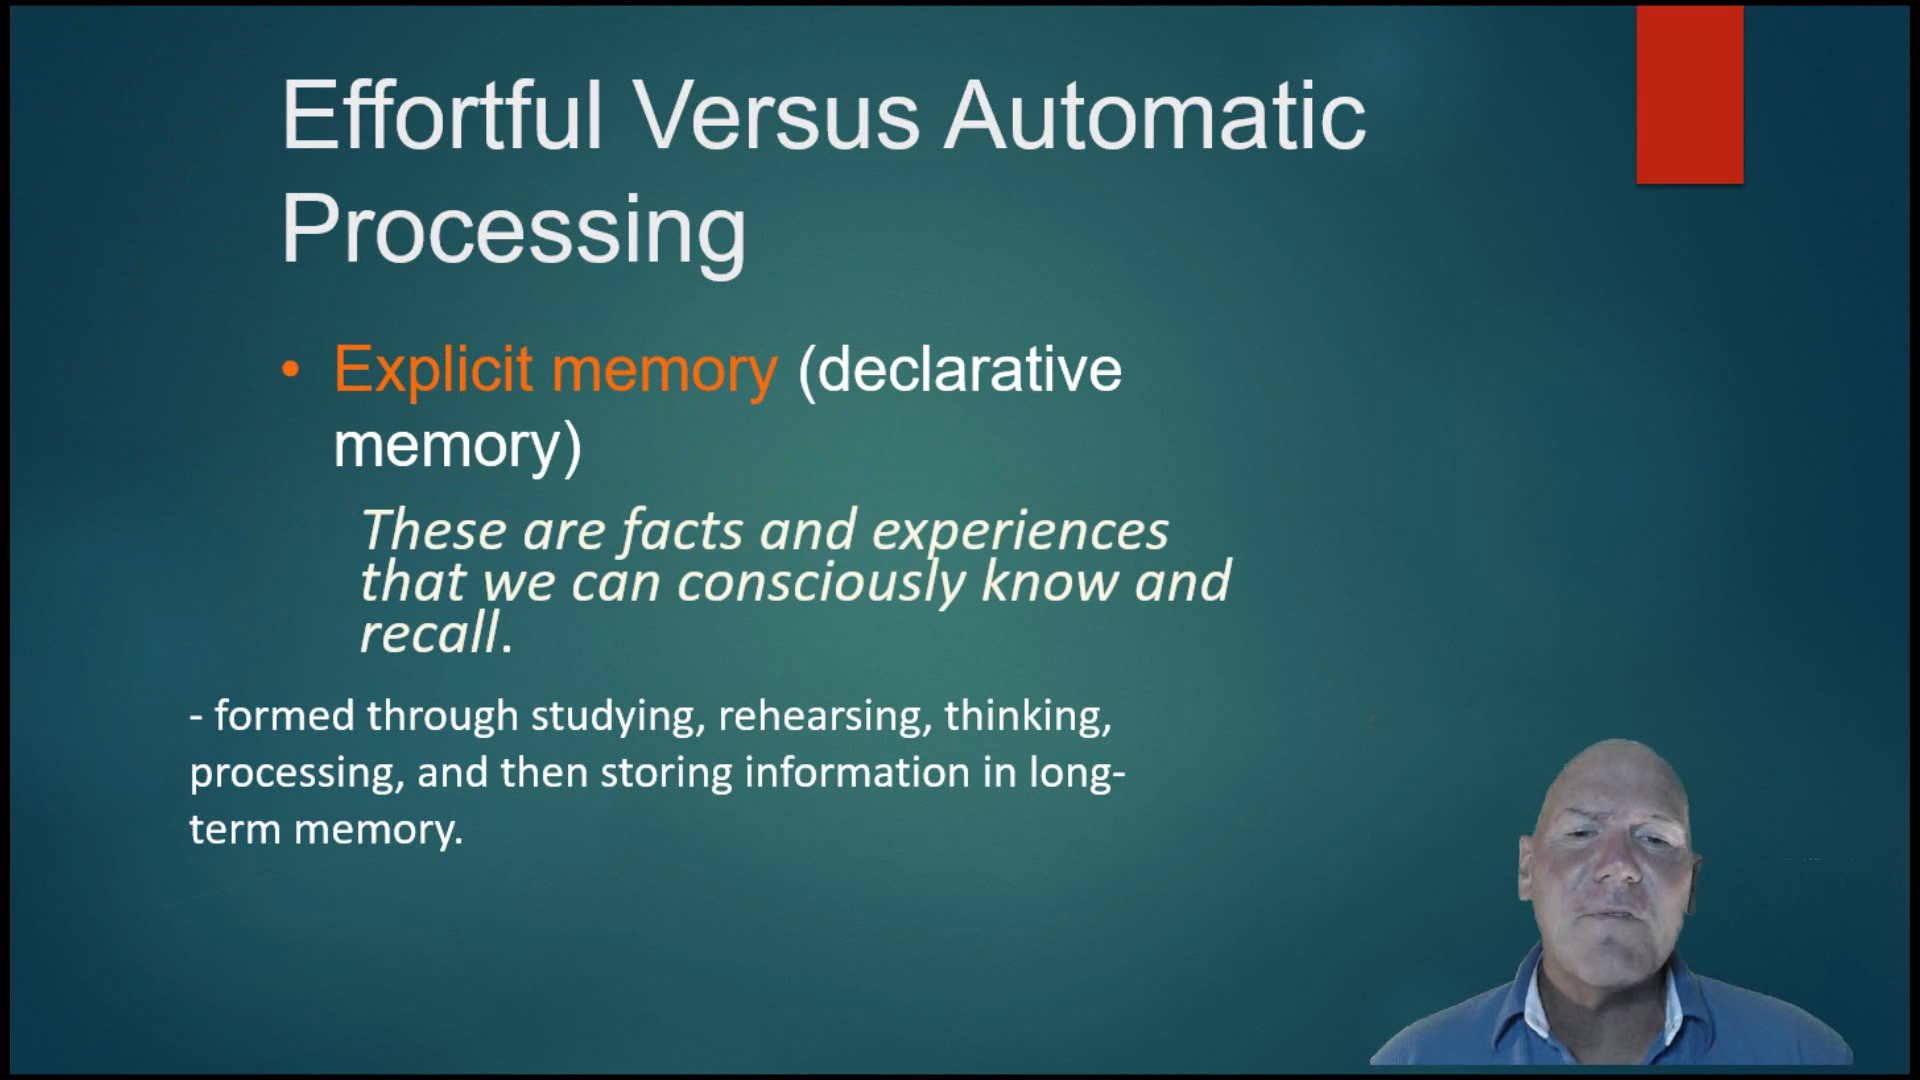 Effortful Versus Automatic
Processing
• Explicit memory (declarative
memory)
These are facts and experiences
that we can consciously know and
recall.
- formed through studying, rehearsing, thinking,
processing, and then storing information in long-
term memory.